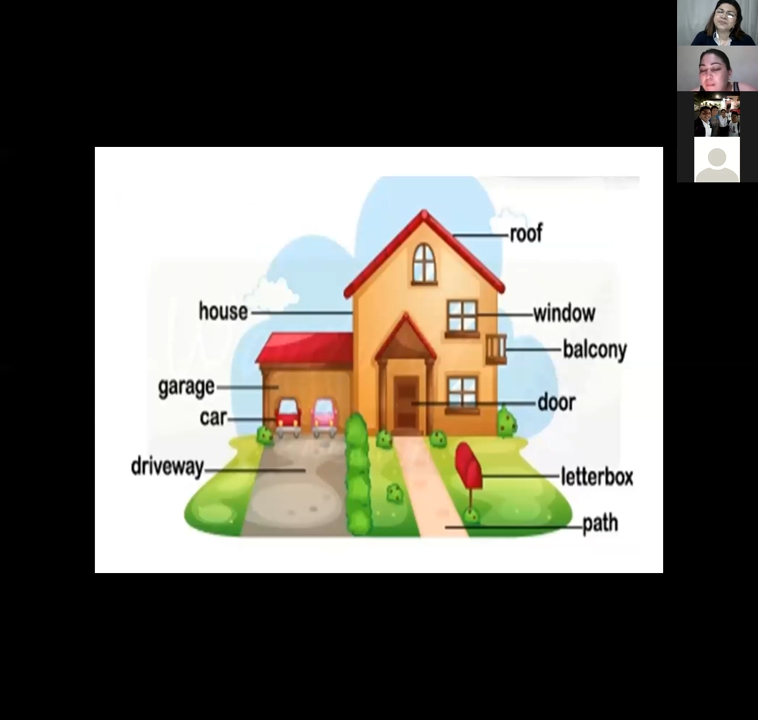 roof
house
window
balcony
garage
door
car
driveway
letterbox
path